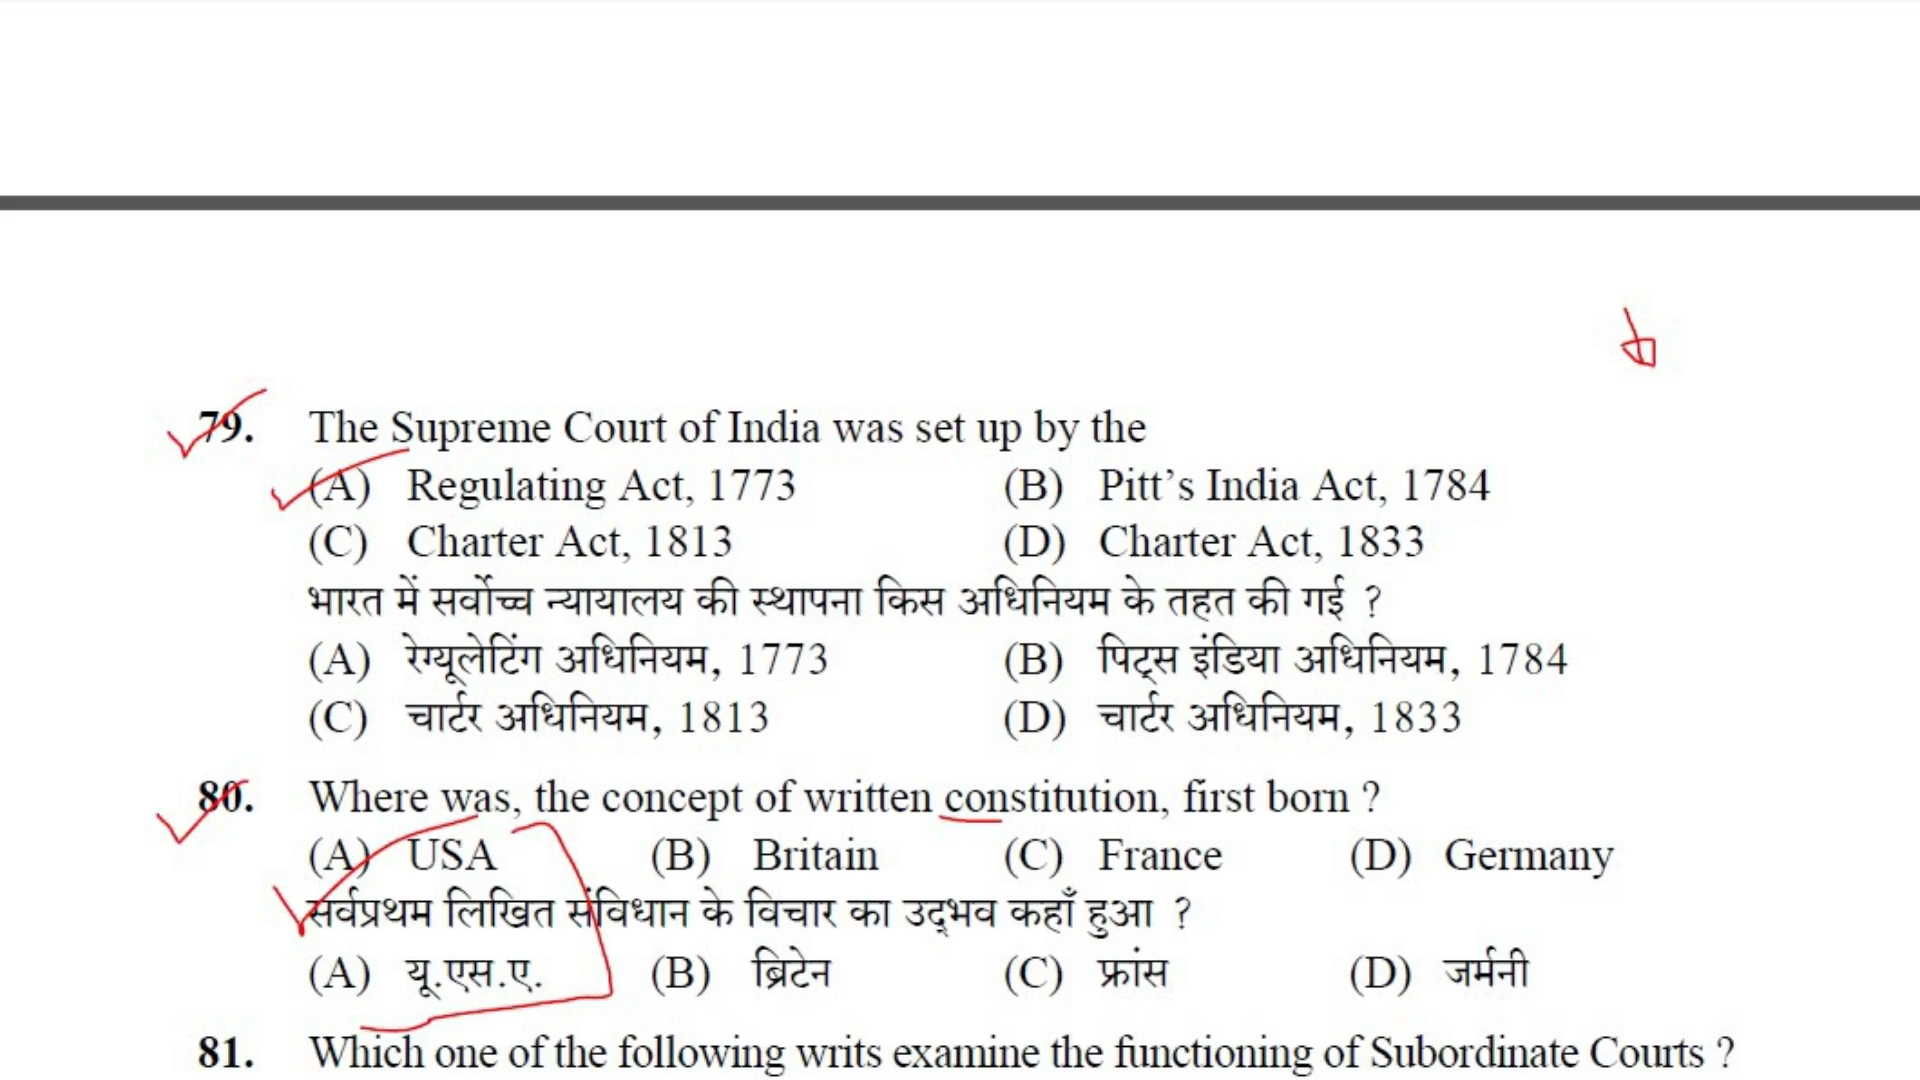 79. The Supreme Court of India was set up by the
(A) Regulating Act, 1773 (B) Pitt's India Act, 1784
(C) Charter Act, 1813 (D) Charter Act, 1833
भारत में सर्वोच्च न्यायालय की स्थापना किस अधिनियम के तहत की गई ?
(A) रेग्यूलेटिंग अधिनियम, 1773 (B) पिट्स इंडिया अधिनियम, 1784
(C) चार्टर अधिनियम, 1813 (D) चार्टर अधिनियम, 1833
80. Where was, the concept of written constitution, first born ?
(A) USA (B) Britain (C) France (D) Germany
सर्वप्रथम लिखित संविधान के विचार का उद्भव कहाँ हुआ ?
(A) यू.एस.ए. (B) ब्रिटेन (C) फ्रांस (D) जर्मनी
81. Which one of the following writs examine the functioning of Subordinate Courts ?